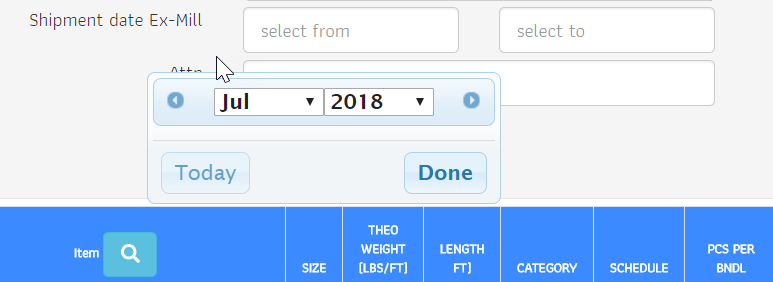 Shipment date Ex-Mill
select from
select to
Attn
Jul
2018
Today
Done
Item
SIZE
THEO
WEIGHT
[LBS/FT]
LENGTH
FT]
CATEGORY
SCHEDULE
PCS PER
BNDL